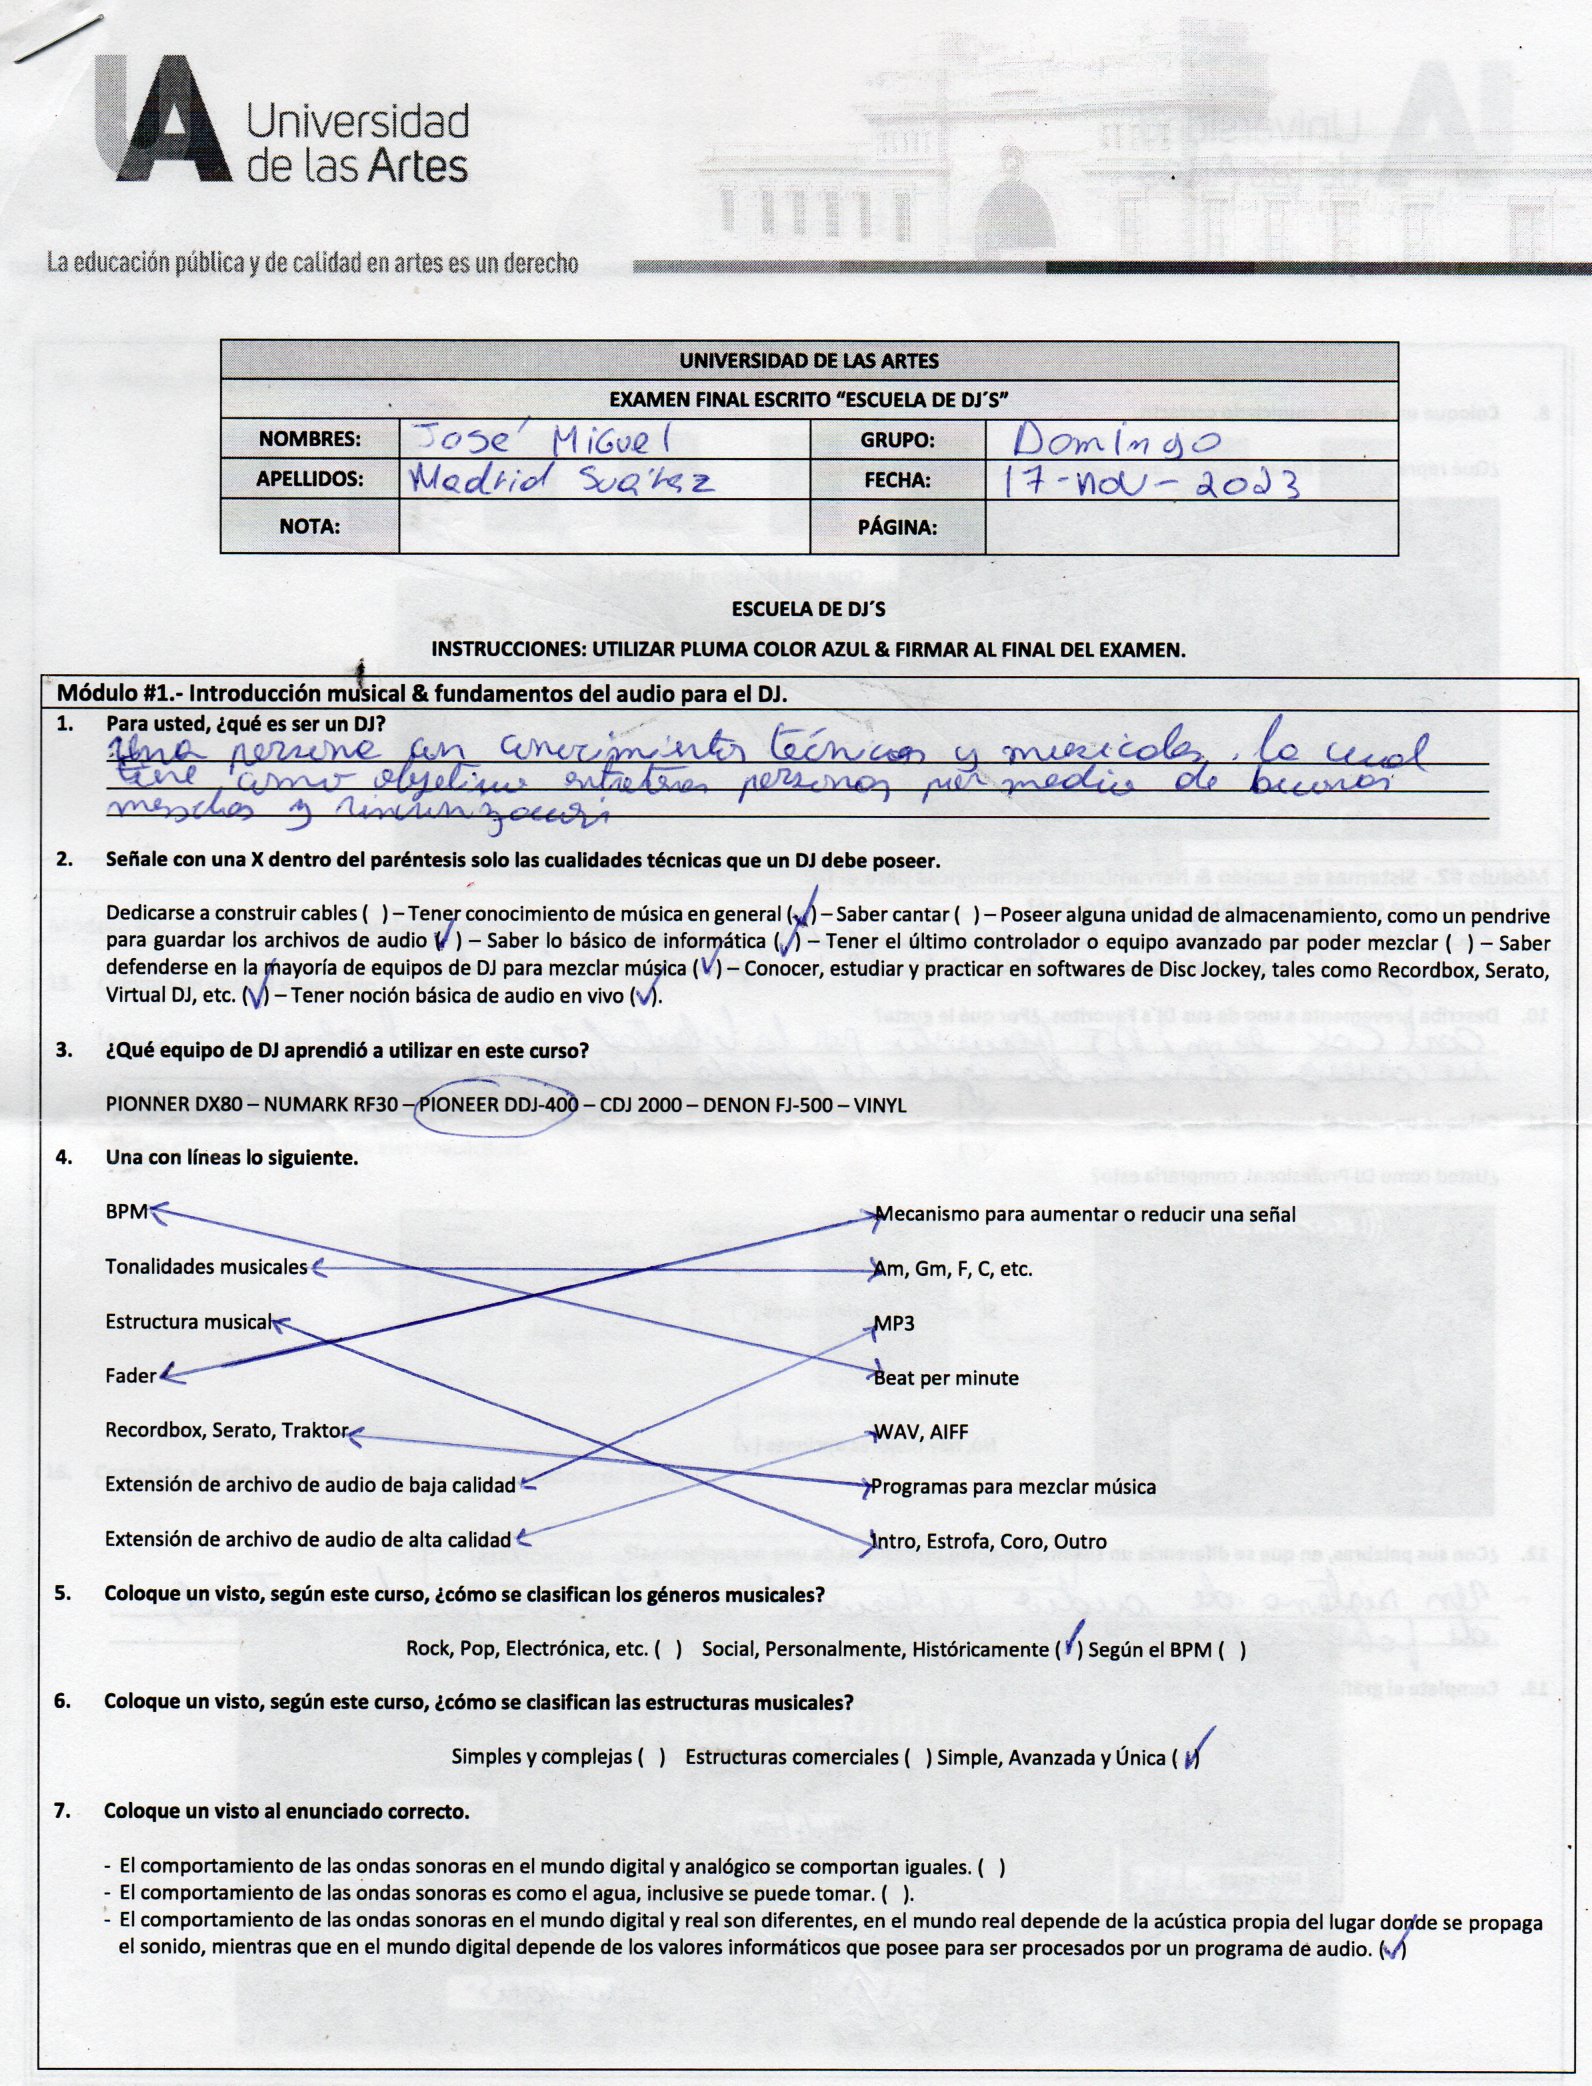 Universidad
de las Artes
La educación pública y de calidad en artes es un derecho
UNIVERSIDAD DE LAS ARTES
EXAMEN FINAL ESCRITO “ESCUELA DE DJ´S”
NOMBRES: José Miguel GRUPO: Domingo
APELLIDOS: Madrid Suárez FECHA: 17-nov-2023
NOTA: PÁGINA:
ESCUELA DE DJ´S
INSTRUCCIONES: UTILIZAR PLUMA COLOR AZUL & FIRMAR AL FINAL DEL EXAMEN.
Módulo #1.- Introducción musical & fundamentos del audio para el DJ.
1. Para usted, ¿qué es ser un DJ?
Una persona con conocimientos técnicos y musicales. la cual
tiene como objetivo personas por medio de buenas
mesclas y
2. Señale con una X dentro del paréntesis solo las cualidades técnicas que un DJ debe poseer.
Dedicarse a construir cables ( ) – Tener conocimiento de música en general (✓) – Saber cantar ( ) – Poseer alguna unidad de almacenamiento, como un pendrive
para guardar los archivos de audio (✓) – Saber lo básico de informática (✓) – Tener el último controlador o equipo avanzado par poder mezclar ( ) – Saber
defenderse en la mayoría de equipos de DJ para mezclar música (✓) – Conocer, estudiar y practicar en softwares de Disc Jockey, tales como Recordbox, Serato,
Virtual DJ, etc. (✓) – Tener noción básica de audio en vivo (✓).
3. ¿Qué equipo de DJ aprendió a utilizar en este curso?
PIONNER DX80 – NUMARK RF30 – PIONEER DDJ-400 – CDJ 2000 – DENON FJ-500 – VINYL
4. Una con líneas lo siguiente.
BPM Mecanismo para aumentar o reducir una señal
Tonalidades musicales Am, Gm, F, C, etc.
Estructura musical MP3
Fader Beat per minute
Recordbox, Serato, Traktor WAV, AIFF
Extensión de archivo de audio de baja calidad Programas para mezclar música
Extensión de archivo de audio de alta calidad Intro, Estrofa, Coro, Outro
5. Coloque un visto, según este curso, ¿cómo se clasifican los géneros musicales?
Rock, Pop, Electrónica, etc. ( ) Social, Personalmente, Históricamente (✓) Según el BPM ( )
6. Coloque un visto, según este curso, ¿cómo se clasifican las estructuras musicales?
Simples y complejas ( ) Estructuras comerciales ( ) Simple, Avanzada y Única (✓)
7. Coloque un visto al enunciado correcto.
- El comportamiento de las ondas sonoras en el mundo digital y analógico se comportan iguales. ( )
- El comportamiento de las ondas sonoras es como el agua, inclusive se puede tomar. ( ).
- El comportamiento de las ondas sonoras en el mundo digital y real son diferentes, en el mundo real depende de la acústica propia del lugar donde se propaga
el sonido, mientras que en el mundo digital depende de los valores informáticos que posee para ser procesados por un programa de audio. (✓)